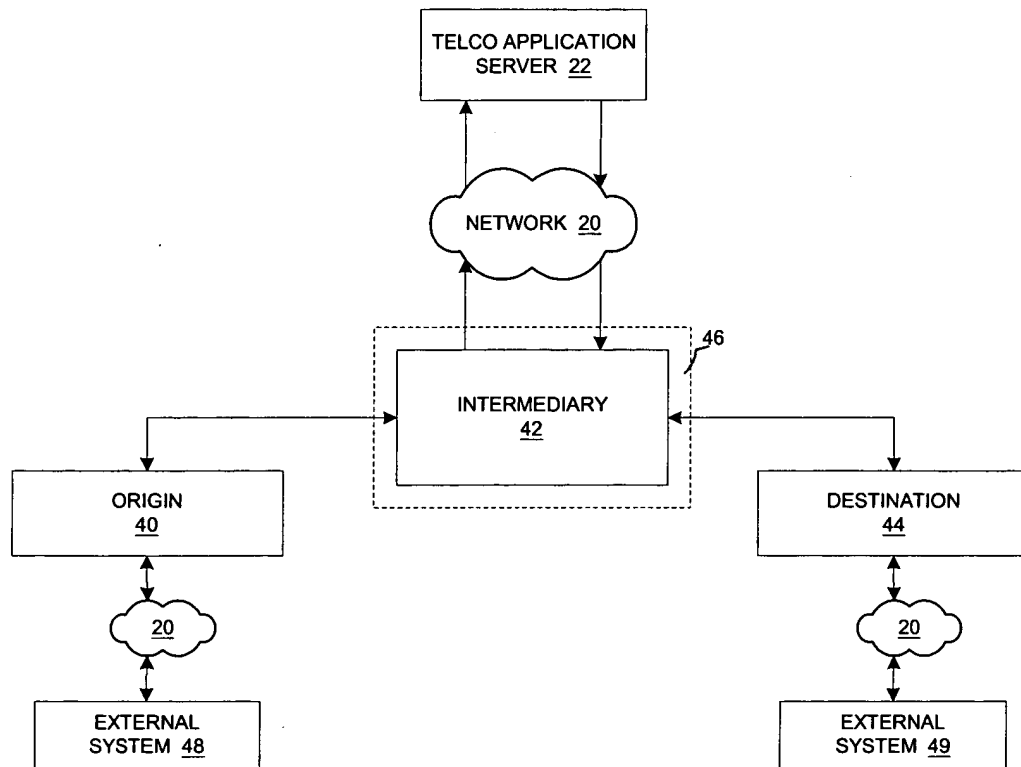 TELCO APPLICATION
SERVER 22
NETWORK 20
46
INTERMEDIARY
42
ORIGIN
40
DESTINATION
44
20
20
EXTERNAL
SYSTEM 48
EXTERNAL
SYSTEM 49